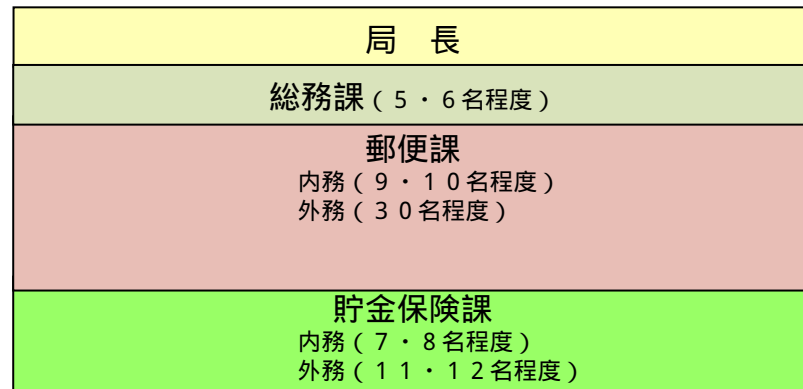 局　長
総務課（５・６名程度）
郵便課
内務（９・１０名程度）
外務（３０名程度）
貯金保険課
内務（７・８名程度）
外務（１１・１２名程度）